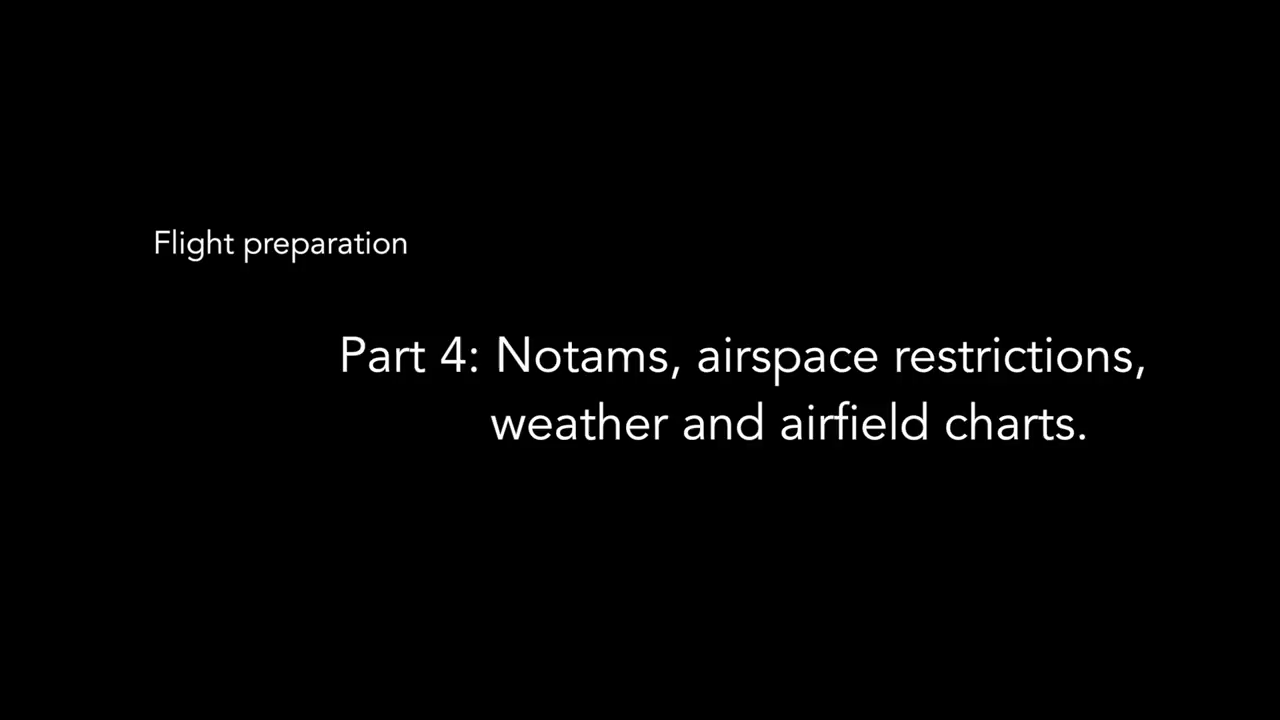 Flight preparation
Part 4: Notams, airspace restrictions,
weather and airfield charts.